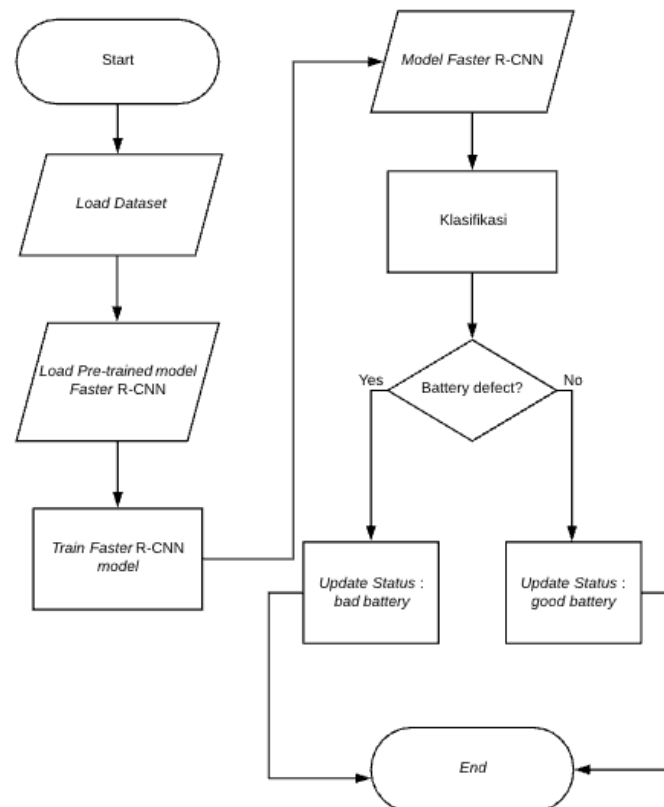 Start
Load Dataset
Load Pre-trained model
Faster R-CNN
Train Faster R-CNN
model
Model Faster R-CNN
Klasifikasi
Battery defect?
Yes
No
Update Status :
bad battery
Update Status :
good battery
End